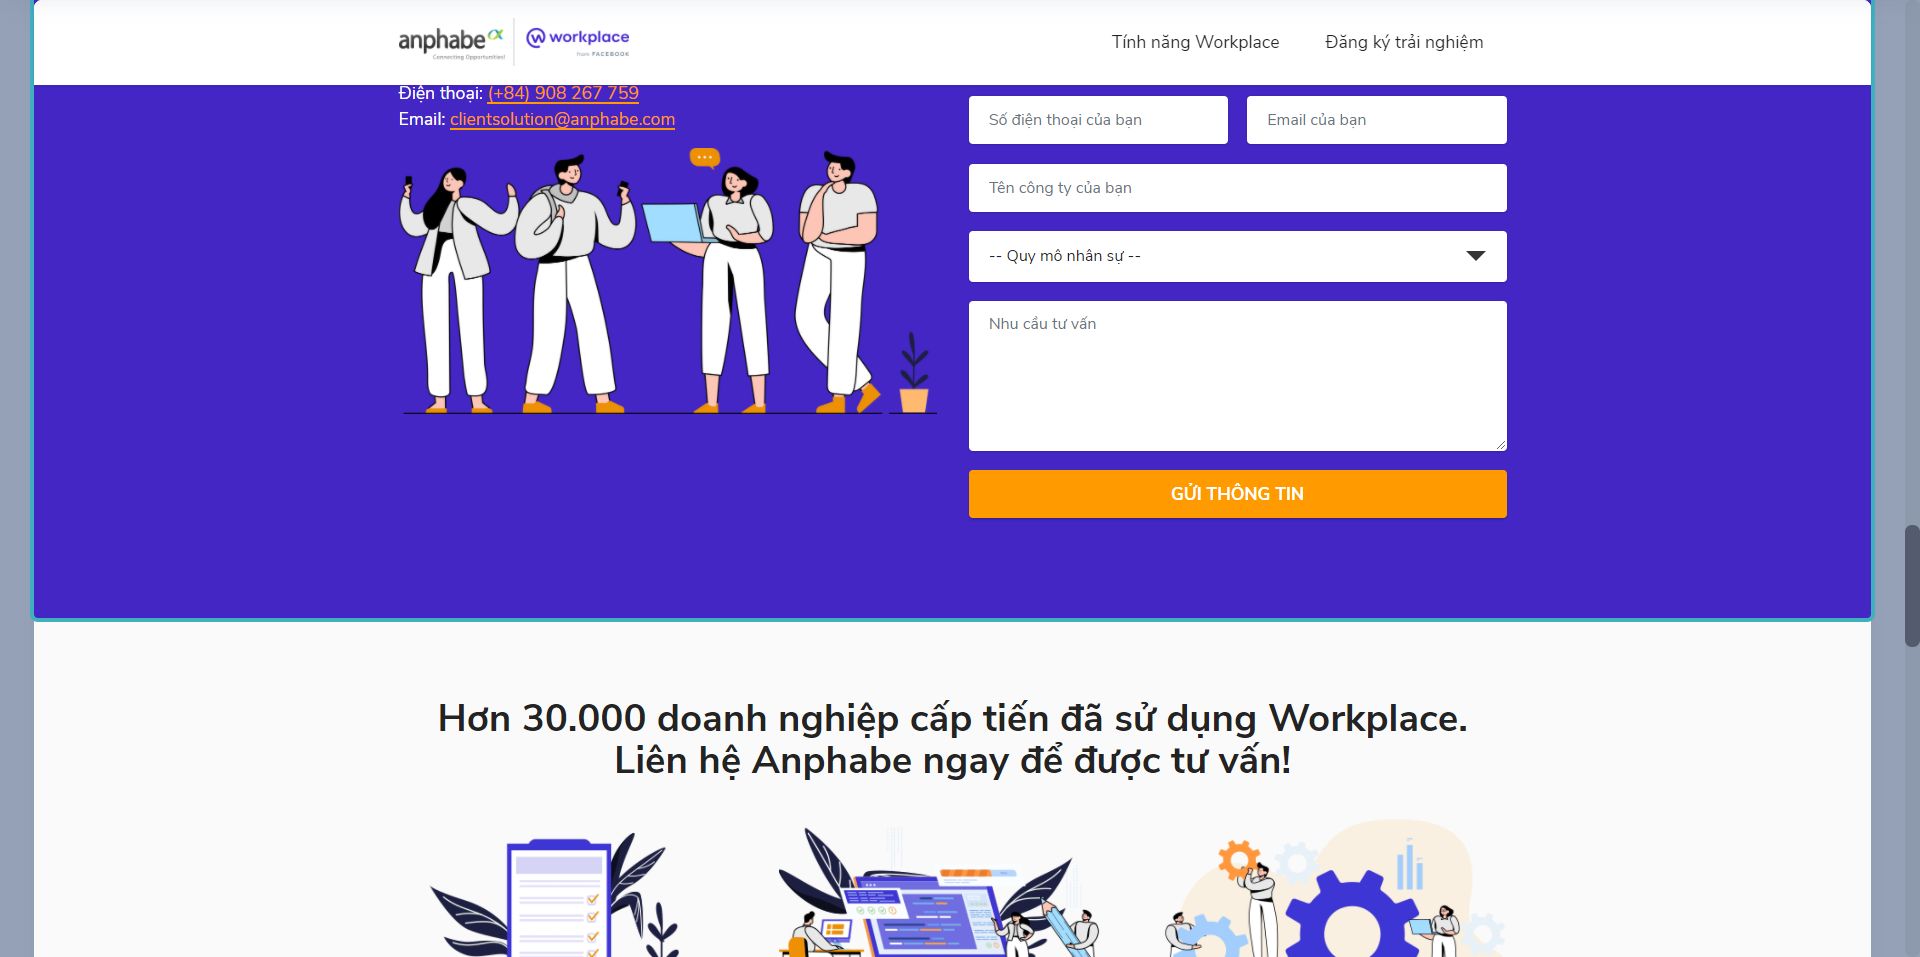 anphabe
Connecting Opportunities!
workplace
from FACEBOOK
Tính năng Workplace
Đăng ký trải nghiệm
Điện thoại: (+84) 908 267 759
Email: clientsolution@anphabe.com
Số điện thoại của bạn
Email của bạn
Tên công ty của bạn
-- Quy mô nhân sự --
Nhu cầu tư vấn
GỬI THÔNG TIN
Hơn 30.000 doanh nghiệp cấp tiến đã sử dụng Workplace.
Liên hệ Anphabe ngay để được tư vấn!